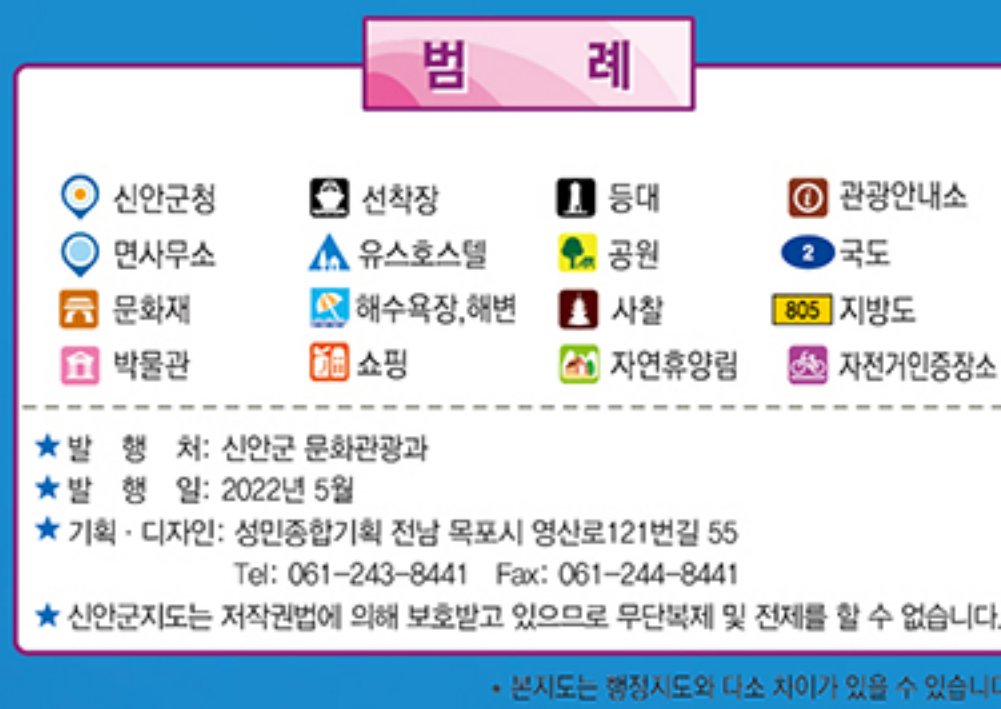 범 례
신안군청 선착장 등대 관광안내소
면사무소 유스호스텔 공원 2 국도
문화재 해수욕장,해변 사찰 805 지방도
박물관 쇼핑 자연휴양림 자전거인증장소
★발 행 처: 신안군 문화관광과
★발 행 일: 2022년 5월
★기획·디자인: 성민종합기획 전남 목포시 영산로121번길 55
Tel: 061-243-8441 Fax: 061-244-8441
★신안군지도는 저작권법에 의해 보호받고 있으므로 무단복제 및 전제를 할 수 없습니다.
* 본지도는 행정지도와 다소 차이가 있을 수 있습니다